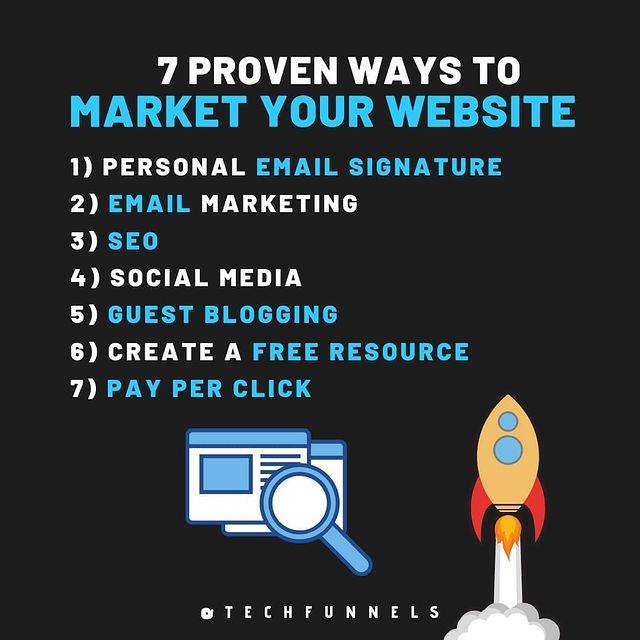 7 PROVEN WAYS TO
MARKET YOUR WEBSITE
1) PERSONAL EMAIL SIGNATURE
2) EMAIL MARKETING
3) SEO
4) SOCIAL MEDIA
5) GUEST BLOGGING
6) CREATE A FREE RESOURCE
7) PAY PER CLICK
@TECHFUNNELS